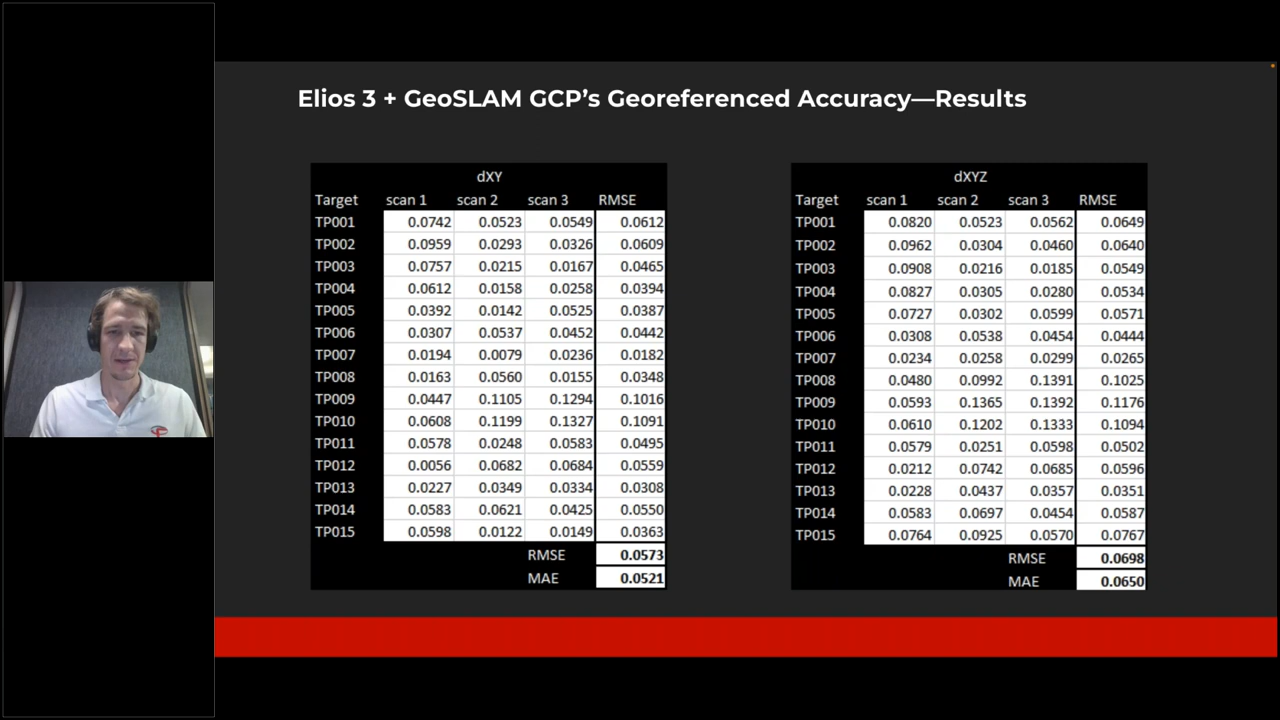 Elios 3 + GeoSLAM GCP's Georeferenced Accuracy—Results
dXY
Target scan 1 scan 2 scan 3 RMSE
TP001 0.0742 0.0523 0.0549 0.0612
TP002 0.0959 0.0293 0.0326 0.0609
TP003 0.0757 0.0215 0.0167 0.0465
TP004 0.0612 0.0158 0.0258 0.0394
TP005 0.0392 0.0142 0.0525 0.0387
TP006 0.0307 0.0537 0.0452 0.0442
TP007 0.0194 0.0079 0.0236 0.0182
TP008 0.0163 0.0560 0.0155 0.0348
TP009 0.0447 0.1105 0.1294 0.1016
TP010 0.0608 0.1199 0.1327 0.1091
TP011 0.0578 0.0248 0.0583 0.0495
TP012 0.0056 0.0682 0.0684 0.0559
TP013 0.0227 0.0349 0.0334 0.0308
TP014 0.0583 0.0621 0.0425 0.0550
TP015 0.0598 0.0122 0.0149 0.0363
RMSE 0.0573
MAE 0.0521
dXYZ
Target scan 1 scan 2 scan 3 RMSE
TP001 0.0820 0.0523 0.0562 0.0649
TP002 0.0962 0.0304 0.0460 0.0640
TP003 0.0908 0.0216 0.0185 0.0549
TP004 0.0827 0.0305 0.0280 0.0534
TP005 0.0727 0.0302 0.0599 0.0571
TP006 0.0308 0.0538 0.0454 0.0444
TP007 0.0234 0.0258 0.0299 0.0265
TP008 0.0480 0.0992 0.1391 0.1025
TP009 0.0593 0.1365 0.1392 0.1176
TP010 0.0610 0.1202 0.1333 0.1094
TP011 0.0579 0.0251 0.0598 0.0502
TP012 0.0212 0.0742 0.0685 0.0596
TP013 0.0228 0.0437 0.0357 0.0351
TP014 0.0583 0.0697 0.0454 0.0587
TP015 0.0764 0.0925 0.0570 0.0767
RMSE 0.0698
MAE 0.0650